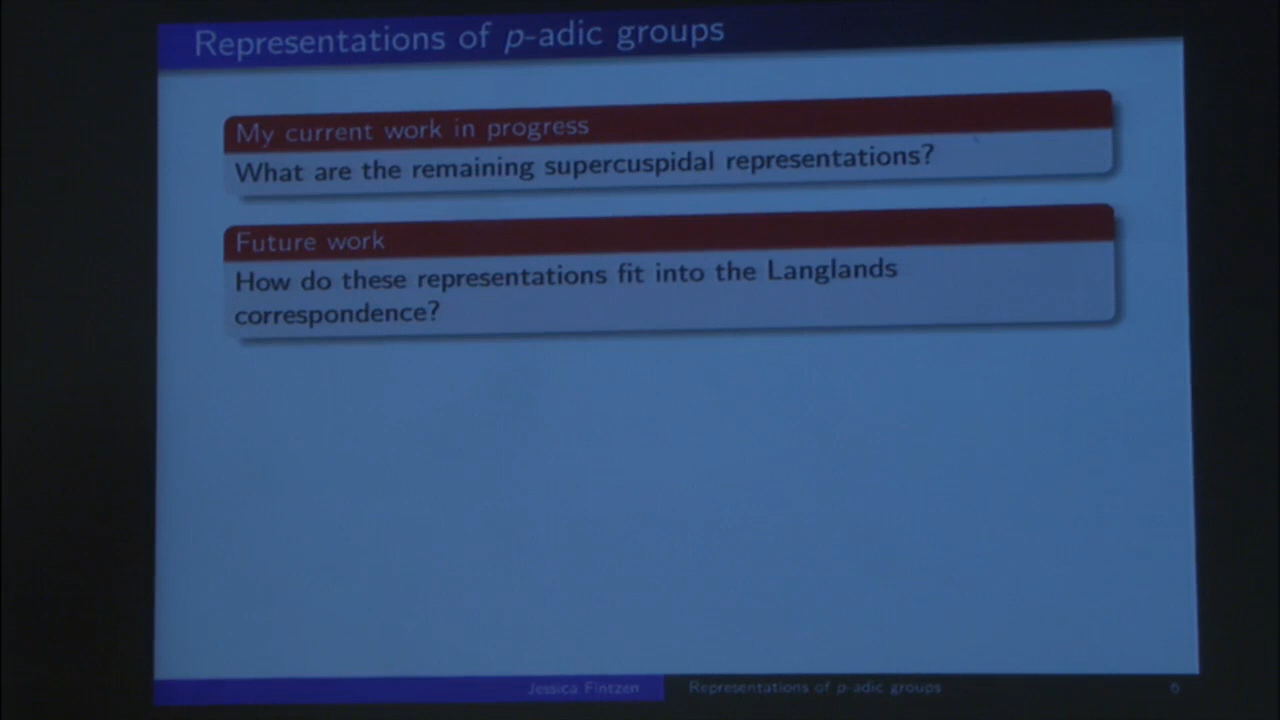 Representations of p-adic groups
My current work in progress
What are the remaining supercuspidal representations?
Future work
How do these representations fit into the Langlands
correspondence?
Jessica Fintzen
Representations of p-adic groups
6